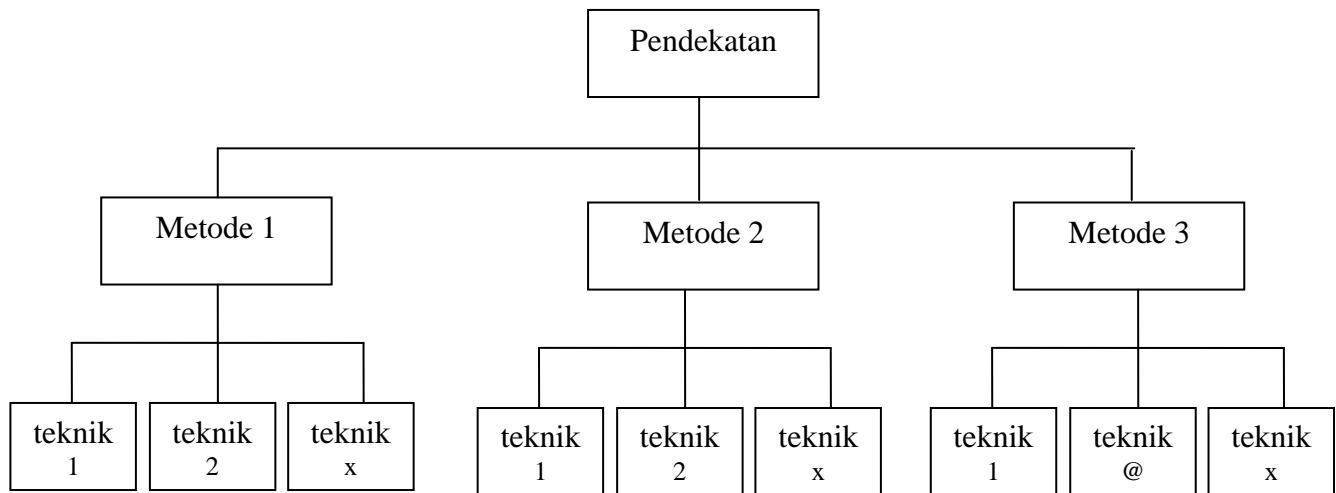 Pendekatan
Metode 1
Metode 2
Metode 3
teknik
1
teknik
2
teknik
x
teknik
1
teknik
2
teknik
x
teknik
1
teknik
@
teknik
x